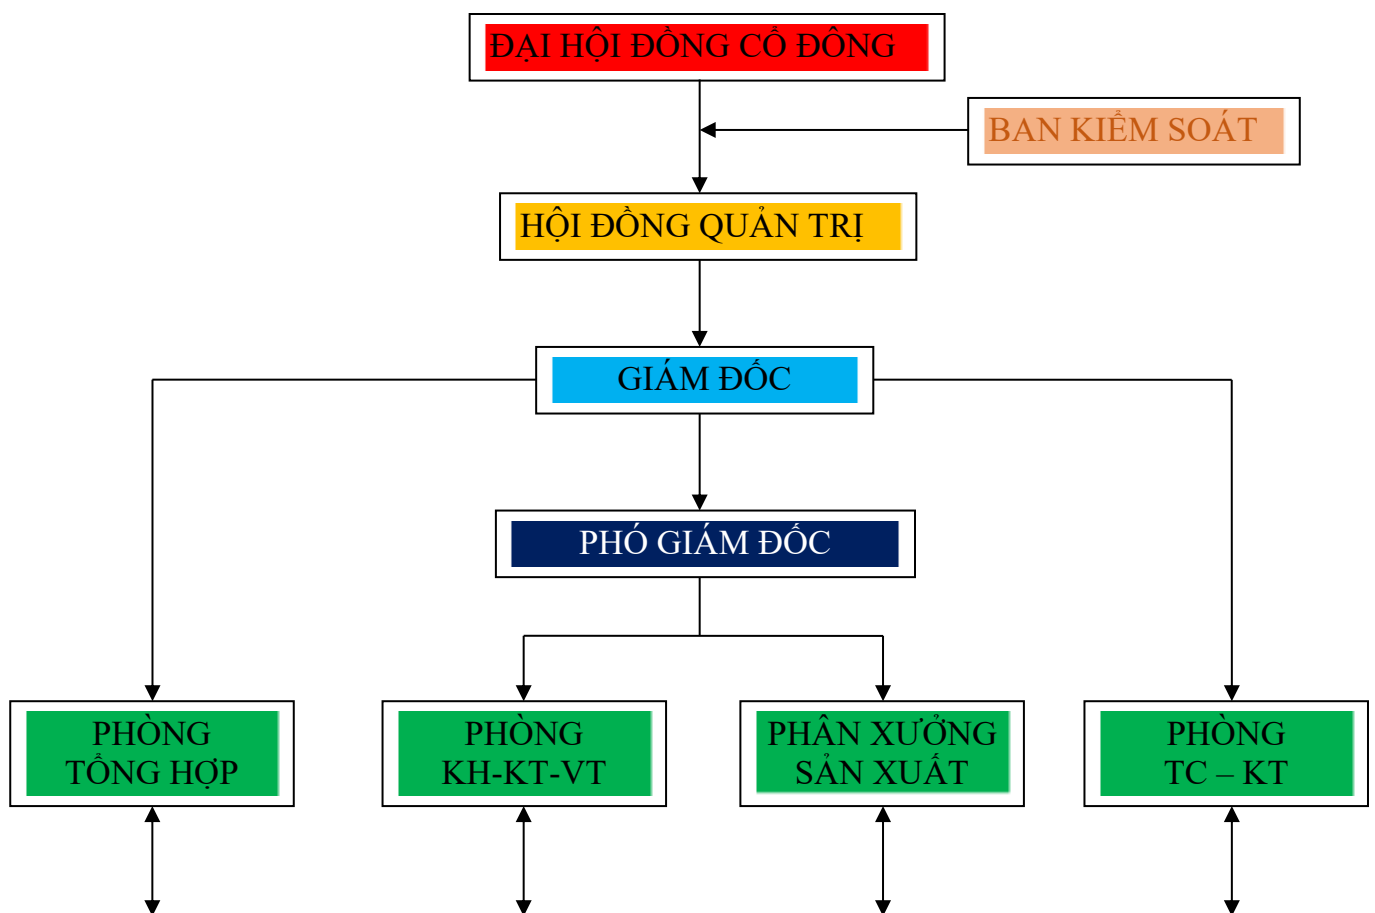 ĐẠI HỘI ĐỒNG CỔ ĐÔNG
BAN KIỂM SOÁT
HỘI ĐỒNG QUẢN TRỊ
GIÁM ĐỐC
PHÓ GIÁM ĐỐC
PHÒNG
TỔNG HỢP
PHÒNG
KH-KT-VT
PHÂN XƯỞNG
SẢN XUẤT
PHÒNG
TC – KT